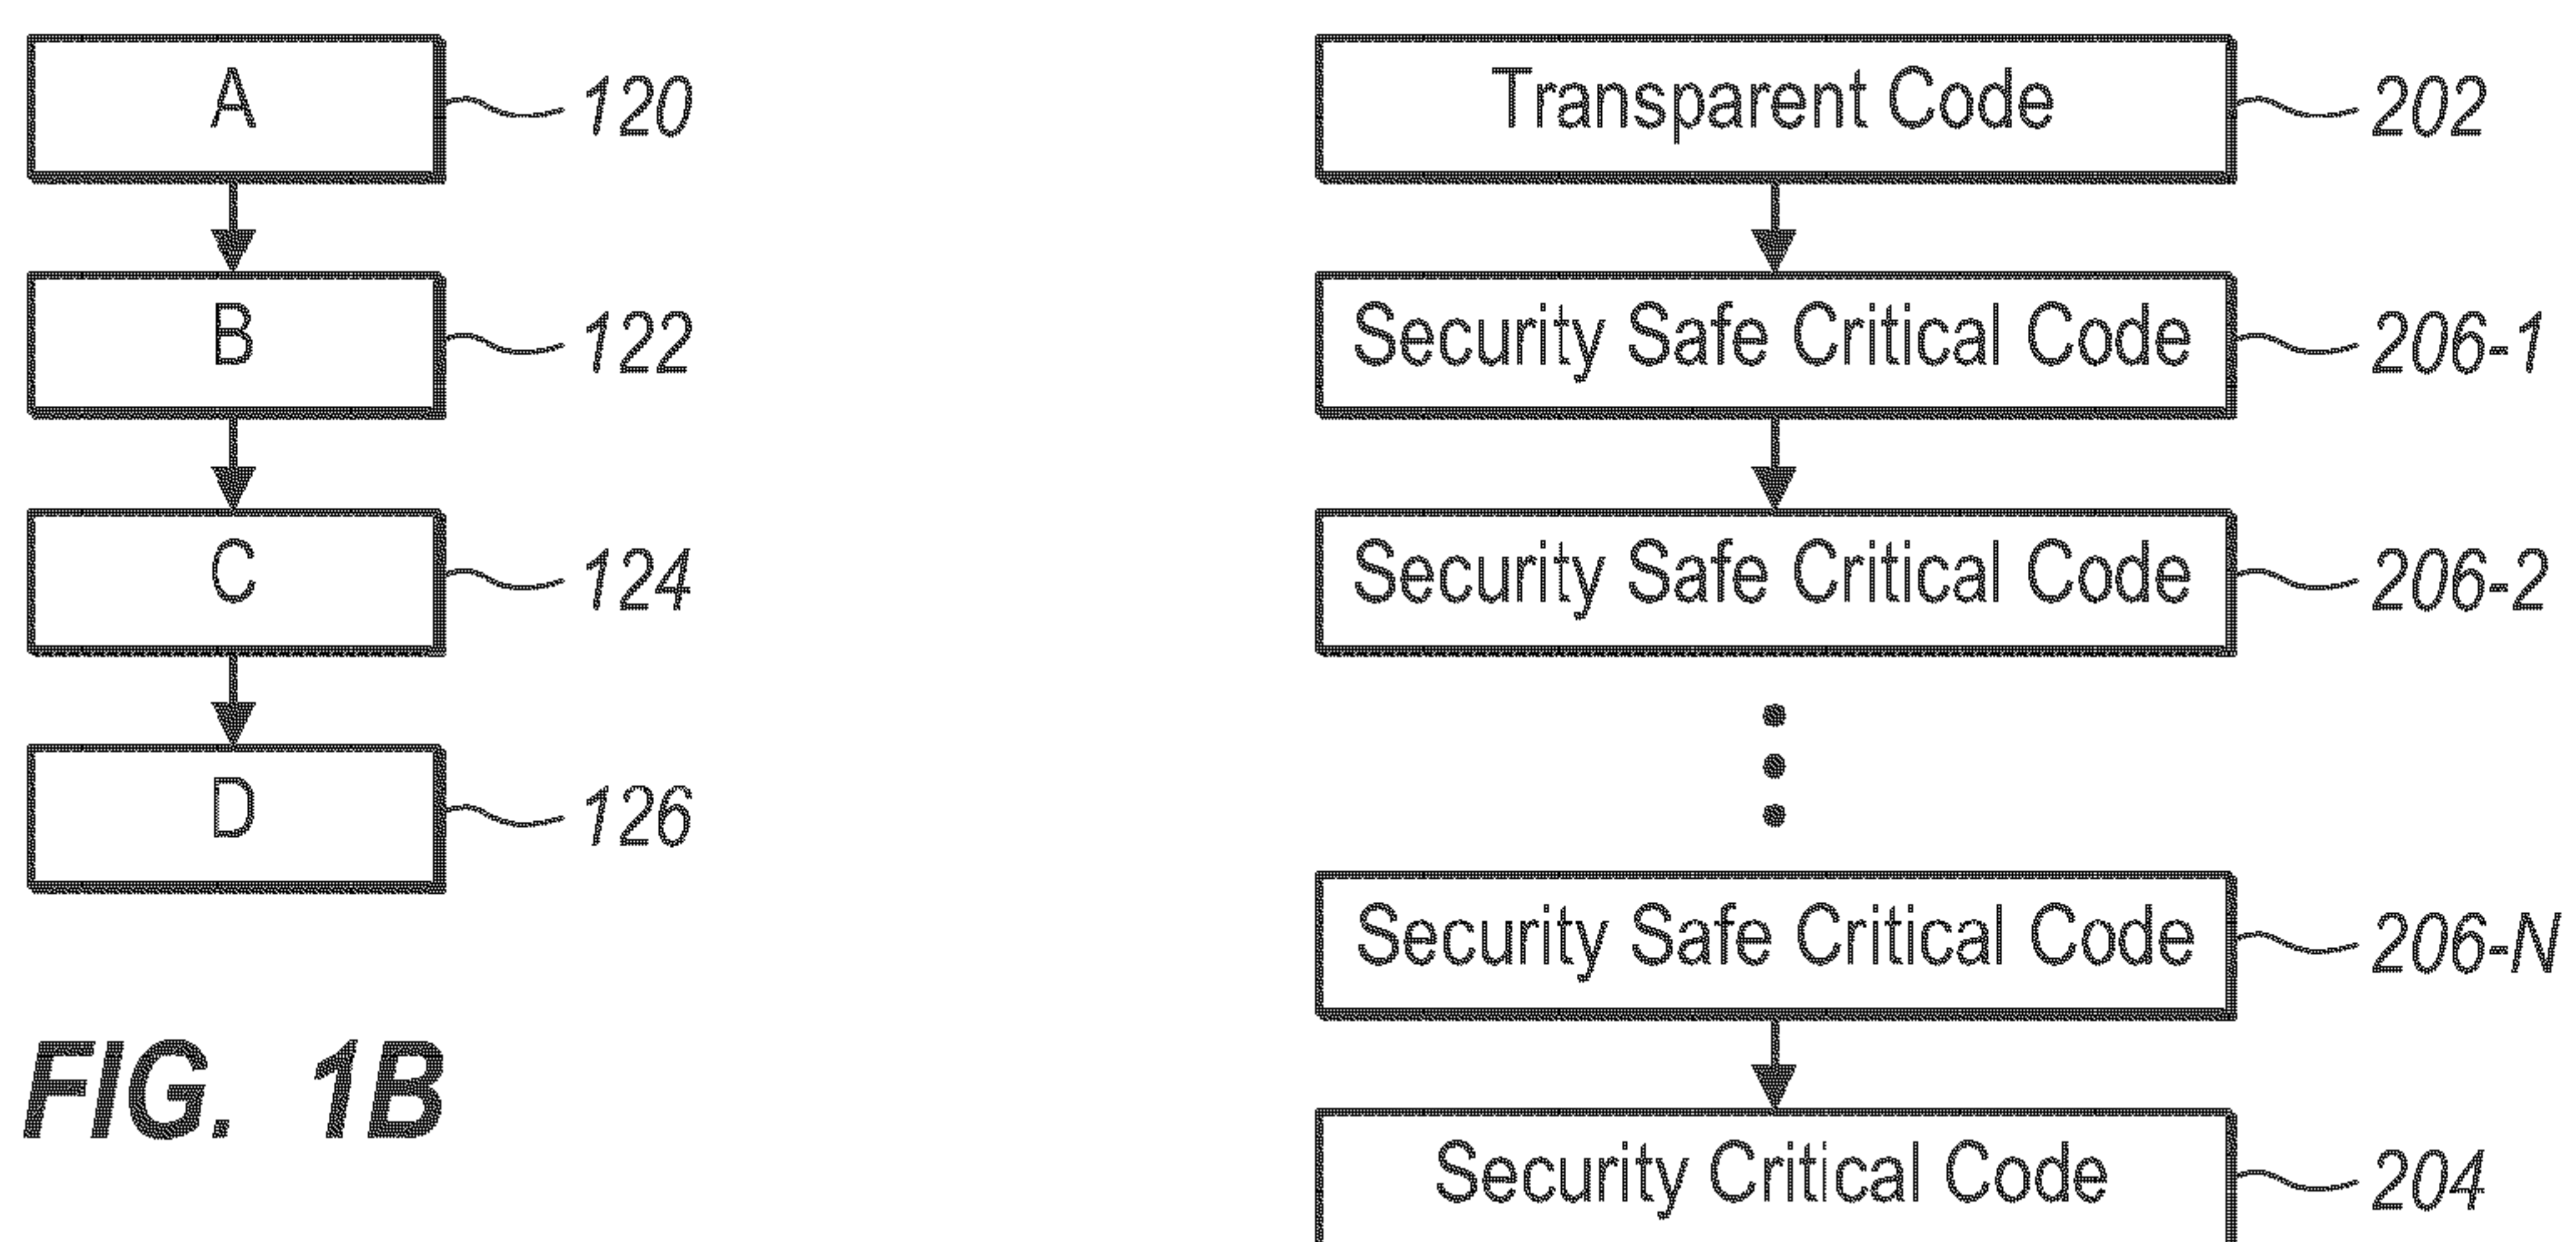 A 120
B 122
C 124
D 126
FIG. 1B
Transparent Code 202
Security Safe Critical Code 206-1
Security Safe Critical Code 206-2
Security Safe Critical Code 206-N
Security Critical Code 204